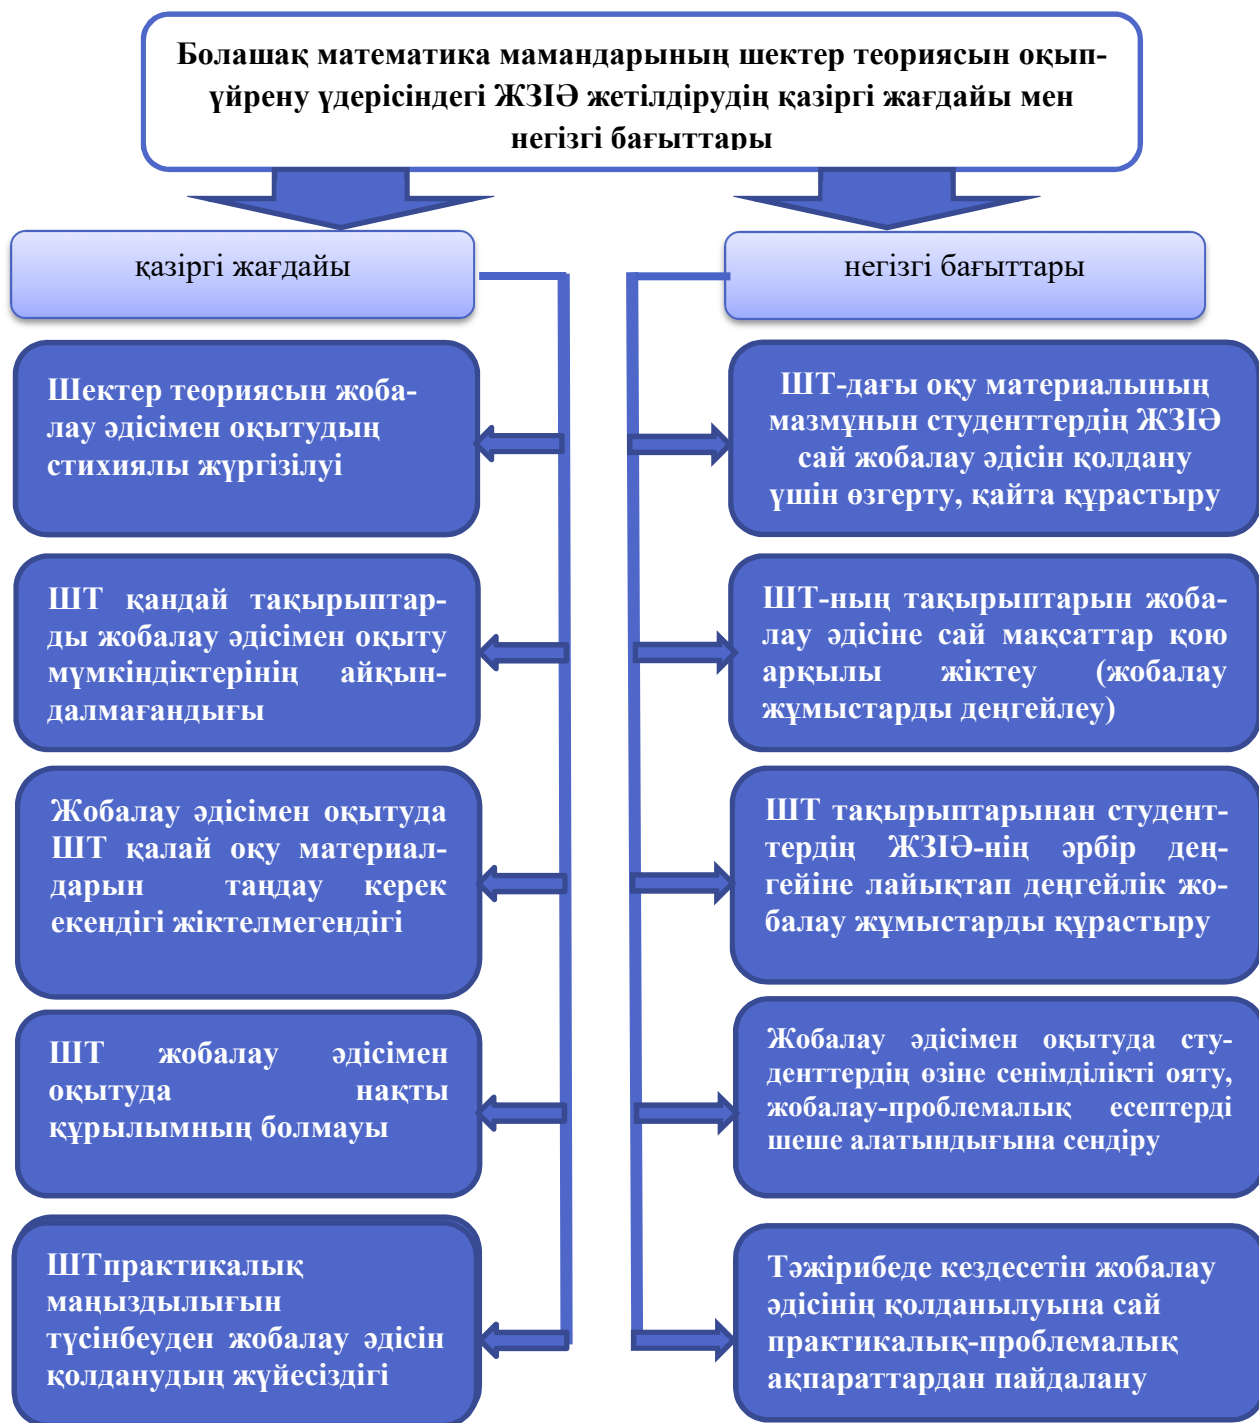 Болашақ математика мамандарының шектер теориясын оқып-
үйрену үдерісіндегі ЖЗІӘ жетілдірудің қазіргі жағдайы мен
негізгі бағыттары
қазіргі жағдайы
негізгі бағыттары
Шектер теориясын жоба-
лау әдісімен оқытудың
стихиялы жүргізілуі
ШТ қандай тақырыптар-
ды жобалау әдісімен оқыту
мүмкіндіктерінің айқын-
далмағандығы
Жобалау әдісімен оқытуда
ШТ қалай оқу материал-
дарын таңдау керек
екендігі жіктелмегендігі
ШТ жобалау әдісімен
оқытуда нақты
құрылымның болмауы
ШТпрактикалық
маңыздылығын
түсінбеуден жобалау әдісін
қолданудың жүйесіздігі
ШТ-дағы оқу материалының
мазмұнын студенттердің ЖЗІӘ
сай жобалау әдісін қолдану
үшін өзгерту, қайта құрастыру
ШТ-ның тақырыптарын жоба-
лау әдісіне сай мақсаттар қою
арқылы жіктеу (жобалау
жұмыстарды деңгейлеу)
ШТ тақырыптарынан студент-
тердің ЖЗІӘ-нің әрбір дең-
гейіне лайықтап деңгейлік жо-
балау жұмыстарды құрастыру
Жобалау әдісімен оқытуда сту-
денттердің өзіне сенімділікті ояту,
жобалау-проблемалық есептерді
шеше алатындығына сендіру
Тәжірибеде кездесетін жобалау
әдісінің қолданылуына сай
практикалық-проблемалық
ақпараттардан пайдалану